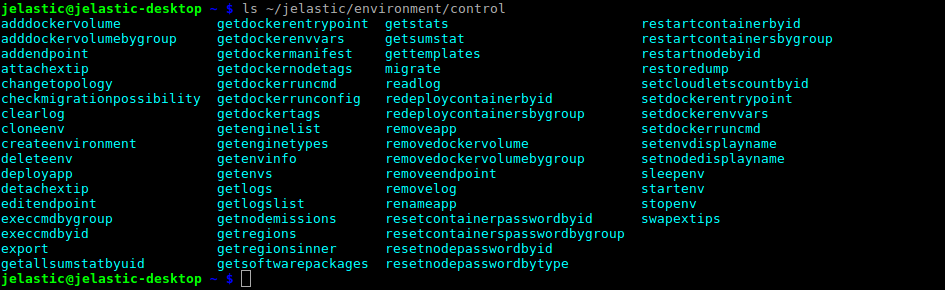 jelastic@jelastic-desktop ~ $ ls ~/jelastic/environment/control
adddockervolume getdockerentrypoint getstats restartcontainerbyid
adddockervolumebygroup getdockerenvvars getsumstat restartcontainersbygroup
addendpoint getdockermanifest gettemplates restartnodebyid
attachextip getdockernodetags migrate restoredump
changetopology getdockerruncmd readlog setcloudletscountbyid
checkmigrationpossibility getdockerrunconfig redeploycontainerbyid setdockerentrypoint
clearlog getdockertags redeploycontainersbygroup setdockerenvvars
cloneenv getenginelist removeapp setdockerruncmd
createenvironment getenginetypes removedockervolume setenvdisplayname
deleteenv getenvinfo removedockervolumebygroup setnodedisplayname
deployapp getenvs removeendpoint sleepenv
detachextip getlogs removelog startenv
editendpoint getlogslist renameapp stopenv
execcmdbygroup getnodemissions resetcontainerpasswordbyid swapextips
execcmdbyid getregions resetcontainerspasswordbygroup
export getregionsinner resetnodepasswordbyid
getallsumstatbyuid getsoftwarepackages resetnodepasswordbytype
jelastic@jelastic-desktop ~ $